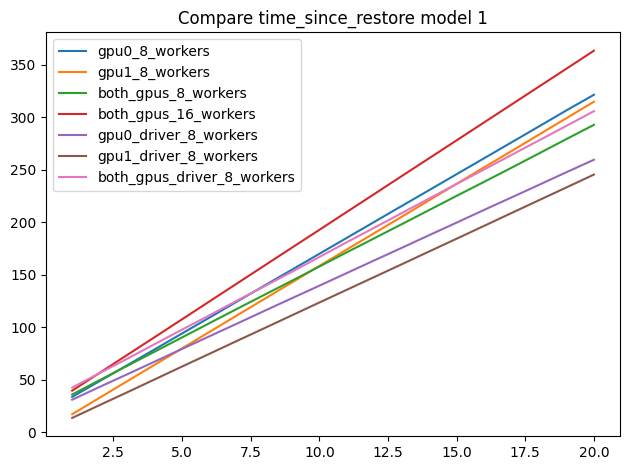 Compare time_since_restore model 1
gpu0_8_workers
gpu1_8_workers
both_gpus_8_workers
both_gpus_16_workers
gpu0_driver_8_workers
gpu1_driver_8_workers
both_gpus_driver_8_workers
350
300
250
200
150
100
50
0
2.5 5.0 7.5 10.0 12.5 15.0 17.5 20.0